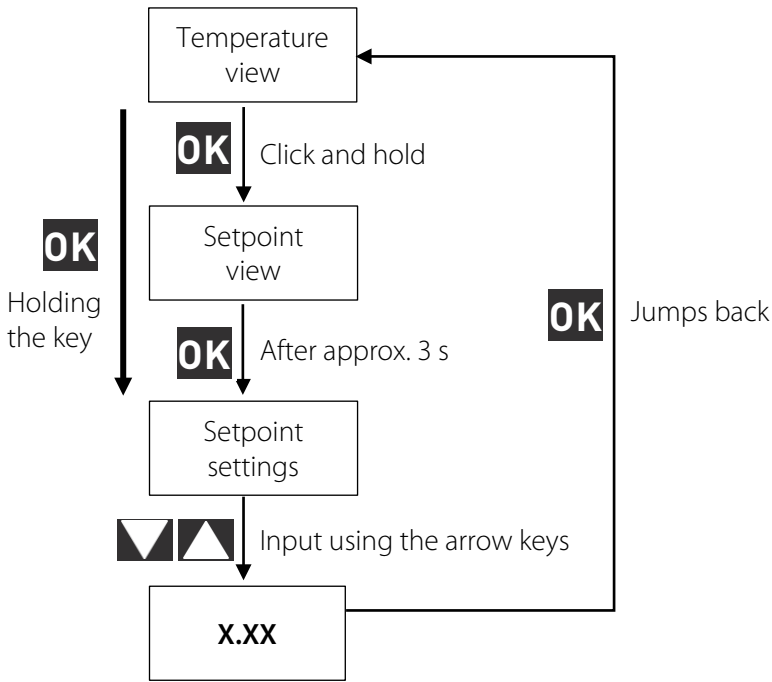 Temperature
view
OK
Click and hold
OK
Holding
the key
Setpoint
view
OK
Jumps back
OK
After approx. 3 s
Setpoint
settings
Input using the arrow keys
X.XX